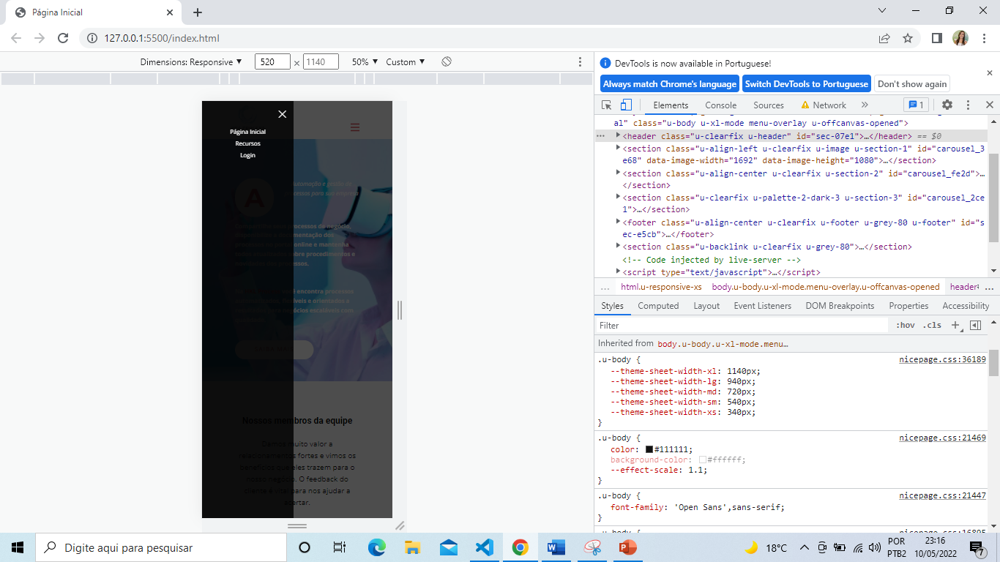 Página Inicial
127.0.0.1:5500/index.html
Dimensions: Responsive
520
×
1140
50%
Custom
DevTools is now available in Portuguese!
Always match Chrome's language
Switch DevTools to Portuguese
Don't show again
Elements
Console
Sources
Network
»
1
al" class="u-body u-xl-mode menu-overlay u-offcanvas-opened">
<header class="u-clearfix u-header" id="sec-07e1">…</header> == $0
<section class="u-align-left u-clearfix u-image u-section-1" id="carousel_3
e68" data-image-width="1692" data-image-height="1080">…</section>
<section class="u-align-center u-clearfix u-section-2" id="carousel_fe2d">…
</section>
<section class="u-clearfix u-palette-2-dark-3 u-section-3" id="carousel_2ce
1">…</section>
<footer class="u-align-center u-clearfix u-footer u-grey-80 u-footer" id="s
ec-e5cb">…</footer>
<section class="u-backlink u-clearfix u-grey-80">…</section>
<!-- Code injected by live-server -->
<script type="text/javascript">…</script>
... html.u-responsive-xs body.u-body.u-xl-mode.menu-overlay.u-offcanvas-opened header ...
Styles
Computed
Layout
Event Listeners
DOM Breakpoints
Properties
Accessibility
Filter
:hov .cls
Inherited from body.u-body.u-xl-mode.menu…
.u-body {
nicepage.css:36189
--theme-sheet-width-xl: 1140px;
--theme-sheet-width-lg: 940px;
--theme-sheet-width-md: 720px;
--theme-sheet-width-sm: 540px;
--theme-sheet-width-xs: 340px;
}
.u-body {
nicepage.css:21469
color: #111111;
background-color: #ffffff;
--effect-scale: 1.1;
}
.u-body {
nicepage.css:21447
font-family: 'Open Sans',sans-serif;
}
Página Inicial
Recursos
Login
A
Nossos membros da equipe
muito valor a
fortes e vimos os
que eles trazem para o
nosso negócio. O feedback do
cliente é vital para nos ajudar a
acertar.
Digite aqui para pesquisar
18°C
POR
PTB2
23:16
10/05/2022
7